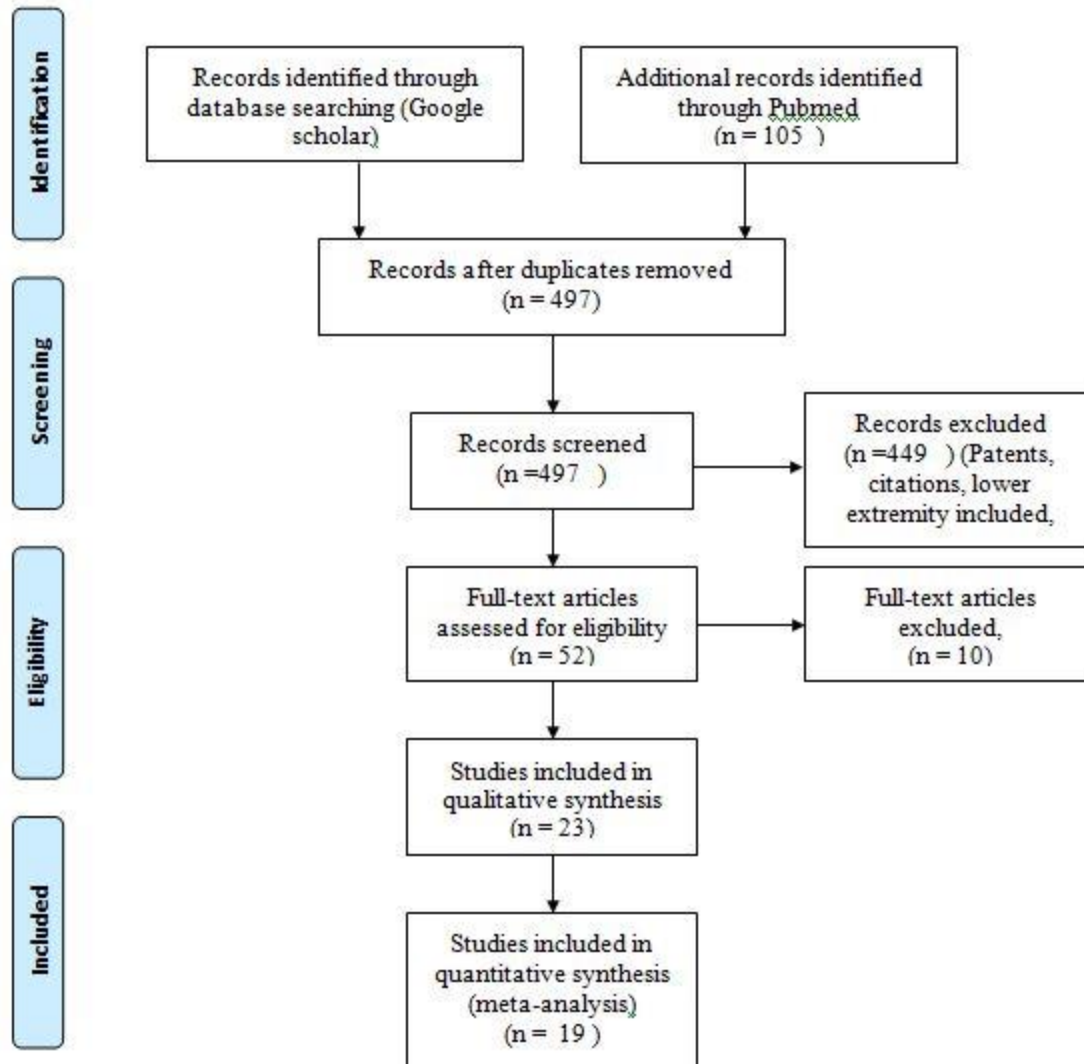 Identification
Records identified through
database searching (Google
scholar)
Additional records identified
through Pubmed
(n = 105 )
Records after duplicates removed
(n = 497)
Screening
Records screened
(n =497 )
Records excluded
(n =449 ) (Patents,
citations, lower
extremity included,
Eligibility
Full-text articles
assessed for eligibility
(n = 52)
Full-text articles
excluded,
(n = 10)
Studies included in
qualitative synthesis
(n = 23)
Included
Studies included in
quantitative synthesis
(meta-analysis)
(n = 19 )